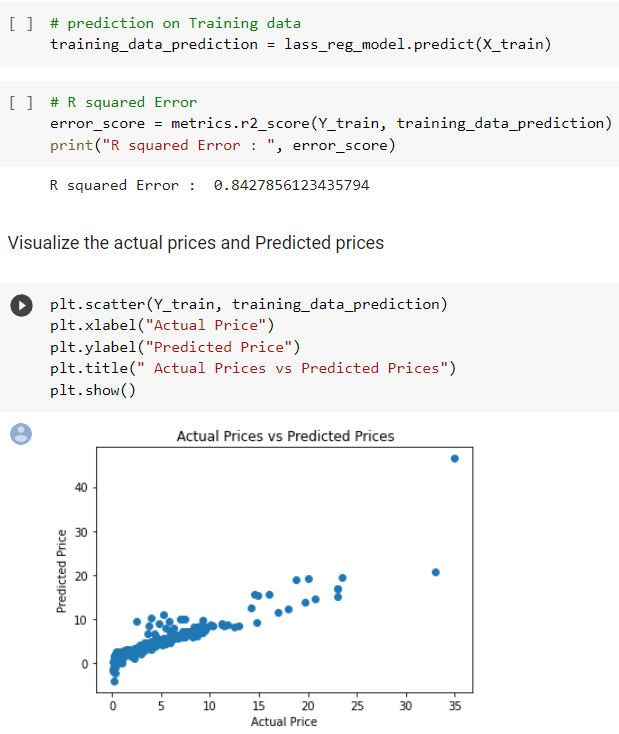 [ ] # prediction on Training data
training_data_prediction = lass_reg_model.predict(X_train)
[ ] # R squared Error
error_score = metrics.r2_score(Y_train, training_data_prediction)
print("R squared Error : ", error_score)
R squared Error :  0.8427856123435794
Visualize the actual prices and Predicted prices
plt.scatter(Y_train, training_data_prediction)
plt.xlabel("Actual Price")
plt.ylabel("Predicted Price")
plt.title(" Actual Prices vs Predicted Prices")
plt.show()
Actual Prices vs Predicted Prices
Predicted Price
40
30
20
10
0
0 5 10 15 20 25 30 35
Actual Price